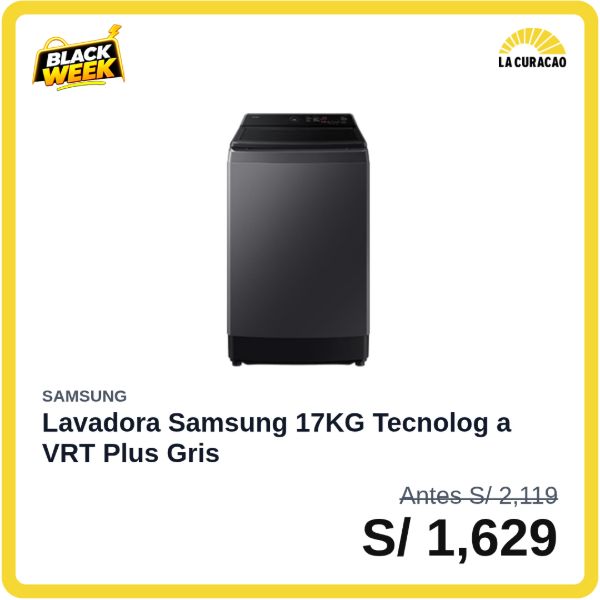 BLACK
WEEK
LA CURACAO
SAMSUNG
Lavadora Samsung 17KG Tecnolog a
VRT Plus Gris
Antes S/ 2,119
S/ 1,629